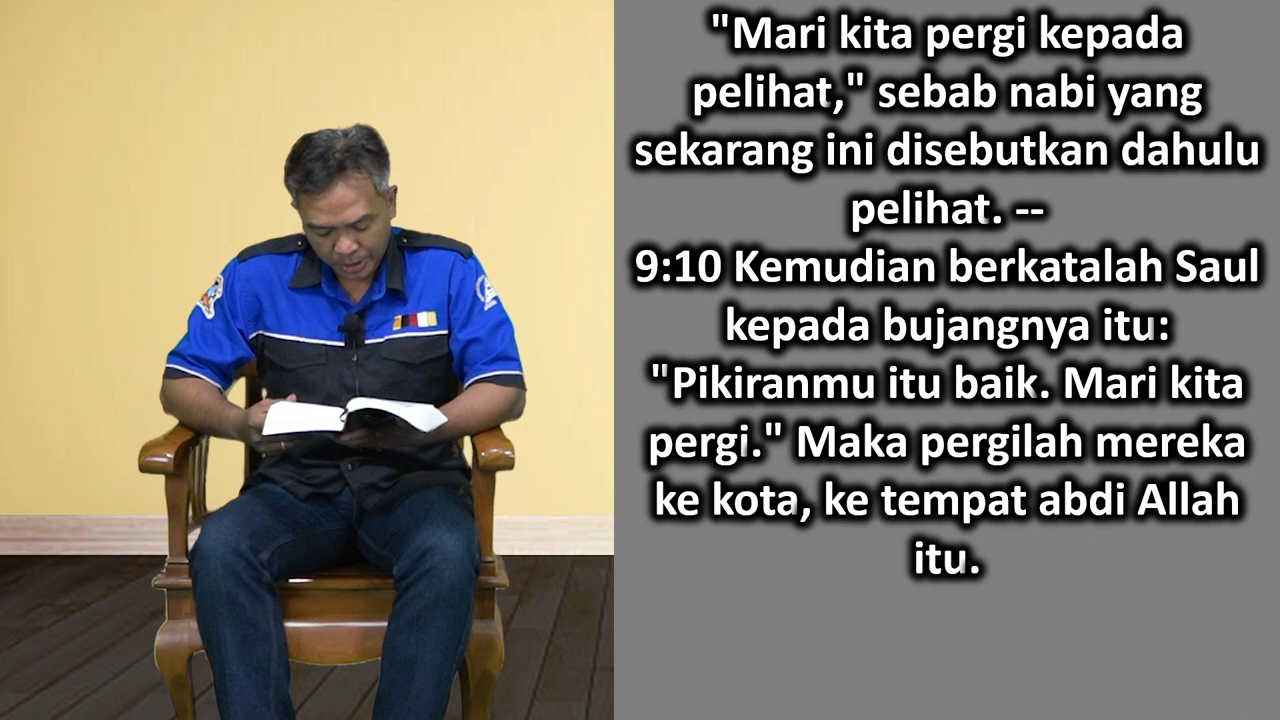 "Mari kita pergi kepada
pelihat," sebab nabi yang
sekarang ini disebutkan dahulu
pelihat. --
9:10 Kemudian berkatalah Saul
kepada bujangnya itu:
"Pikiranmu itu baik. Mari kita
pergi." Maka pergilah mereka
ke kota, ke tempat abdi Allah
itu.